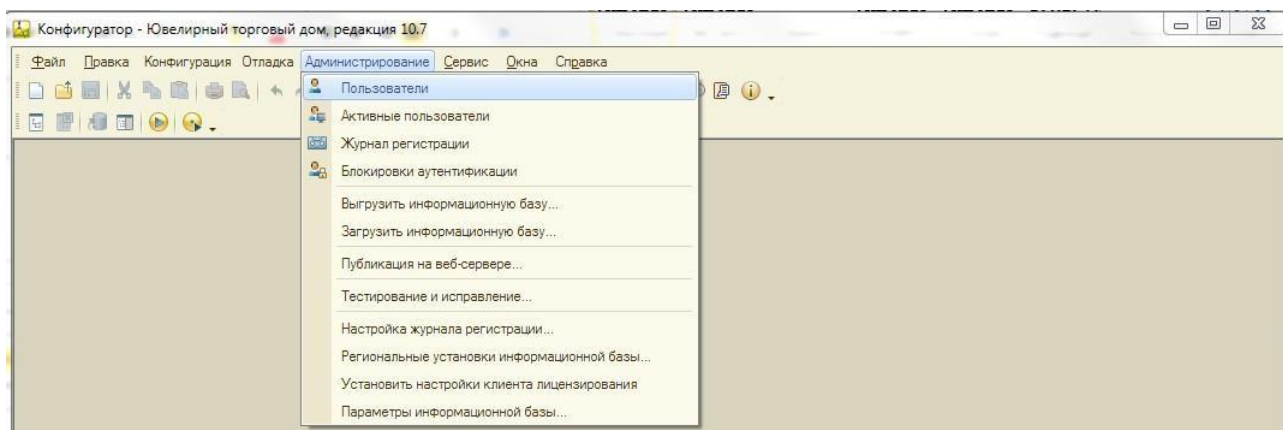 Конфигуратор - Ювелирный торговый дом, редакция 10.7
Файл Правка Конфигурация Отладка Администрирование Сервис Окна Справка
Пользователи
Активные пользователи
Журнал регистрации
Блокировки аутентификации
Выгрузить информационную базу...
Загрузить информационную базу...
Публикация на веб-сервере...
Тестирование и исправление...
Настройка журнала регистрации...
Региональные установки информационной базы...
Установить настройки клиента лицензирования
Параметры информационной базы...